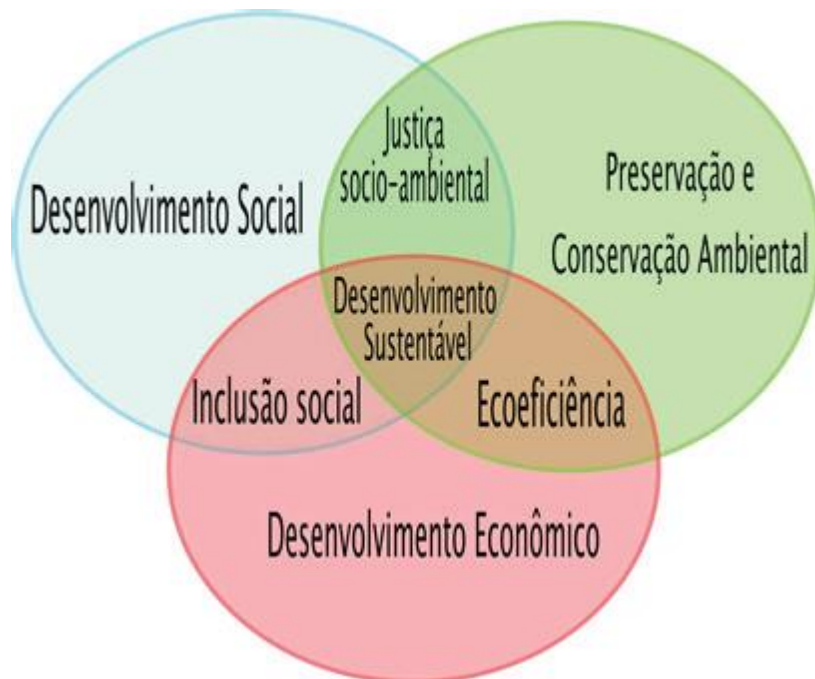 Justiça
socio-ambiental
Desenvolvimento Social
Preservação e
Conservação Ambiental
Desenvolvimento
Sustentável
Inclusão social
Ecoeficiência
Desenvolvimento Econômico